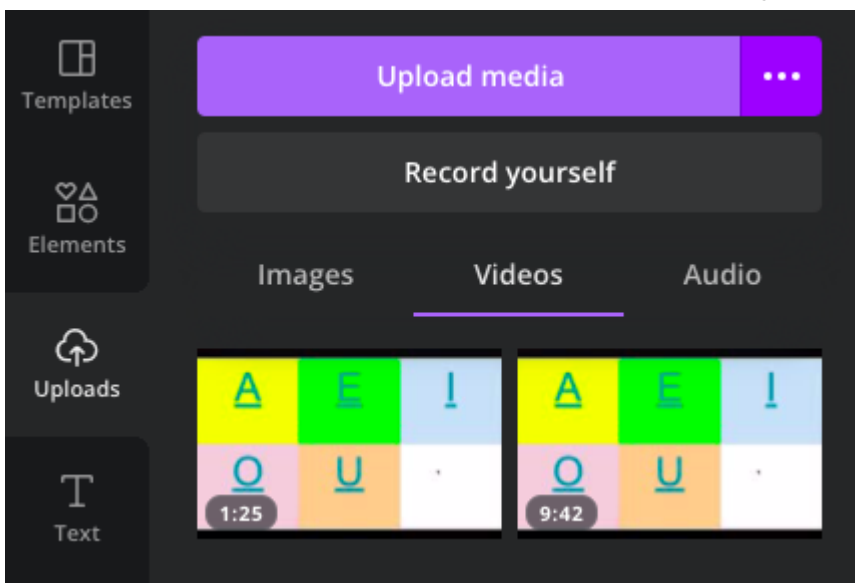 Templates
Elements
Uploads
Text
Upload media
Record yourself
Images Videos Audio
A E I
O U
1:25
A E I
O U
9:42